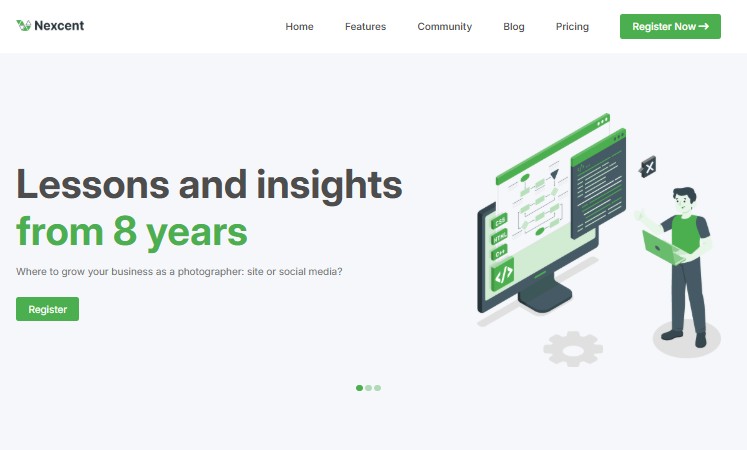 Nexcent
Home
Features
Community
Blog
Pricing
Register Now →
Lessons and insights
from 8 years
Where to grow your business as a photographer: site or social media?
Register
CSS
HTML
C++
</>
X